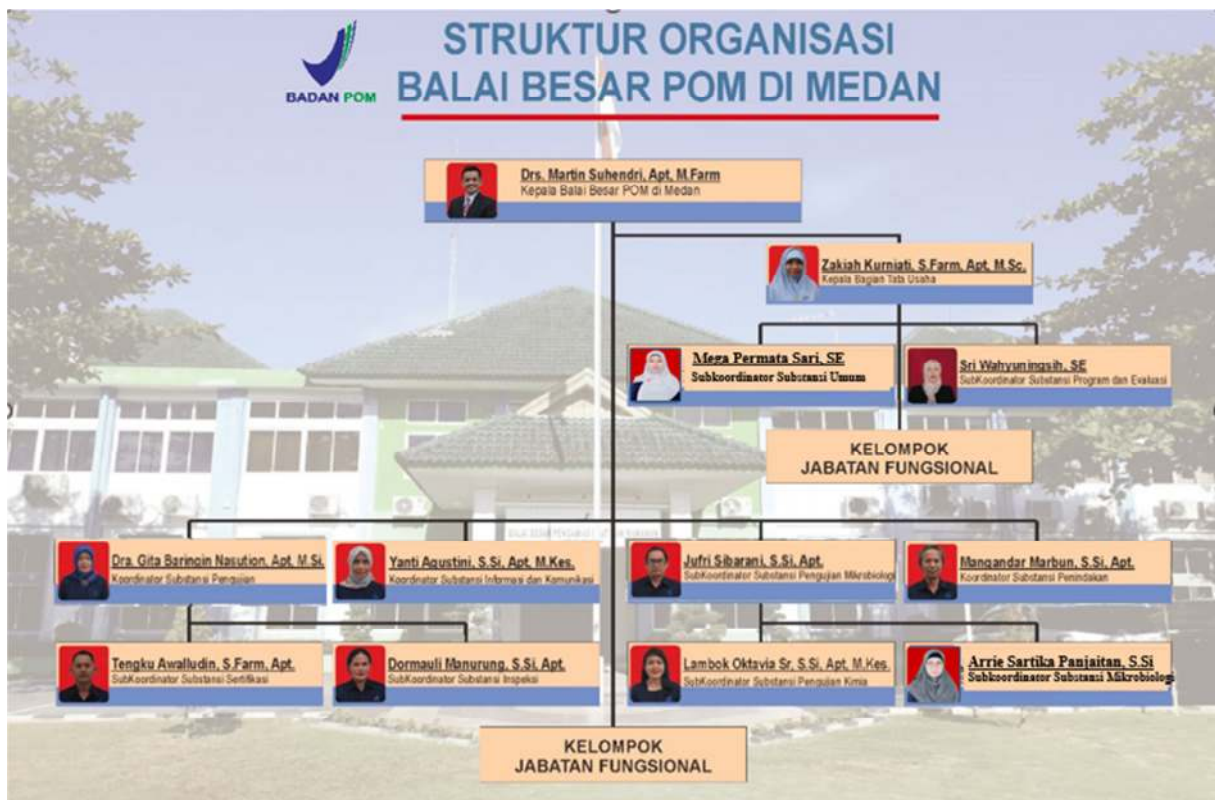 STRUKTUR ORGANISASI
BALAI BESAR POM DI MEDAN
BADAN POM
Drs. Martin Suhendri, Apt, M.Farm
Kepala Balai Besar POM di Medan
Zakiah Kurniati, S.Farm, Apt, M.Sc.
Kepala Bagian Tata Usaha
Mega Permata Sari, SE
Subkoordinator Substansi Umum
Sri Wahyuningsih, SE
SubKoordinator Substansi Program dan Evaluasi
KELOMPOK
JABATAN FUNGSIONAL
Dra. Gita Baringin Nasution, Apt, M.Si.
Koordinator Substansi Pengujian
Yanti Agustini, S.Si, Apt, M.Kes.
Koordinator Substansi Informasi dan Komunikasi
Jufri Sibarani, S.Si, Apt.
SubKoordinator Substansi Pengujian Mikrobiologi
Mangandar Marbun, S.Si, Apt.
Koordinator Substansi Penindakan
Tengku Awalludin, S.Farm, Apt.
SubKoordinator Substansi Sertifikasi
Dormauli Manurung, S.Si, Apt.
SubKoordinator Substansi Inspeksi
Lambok Oktavia Sr, S.Si, Apt, M.Kes.
SubKoordinator Substansi Pengujian Kimia
Arrie Sartika Panjaitan, S.Si
Subkoordinator Substansi Mikrobiologi
KELOMPOK
JABATAN FUNGSIONAL